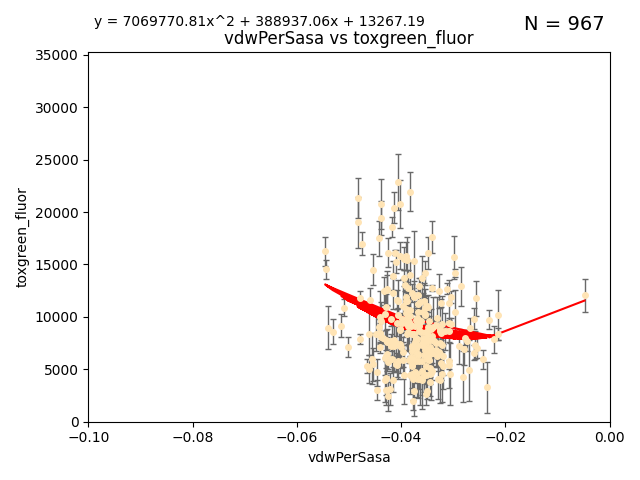 y = 7069770.81x^2 + 388937.06x + 13267.19
N = 967
vdwPerSasa vs toxgreen_fluor
35000
30000
25000
20000
15000
10000
5000
0
toxgreen_fluor
−0.10 −0.08 −0.06 −0.04 −0.02 0.00
vdwPerSasa